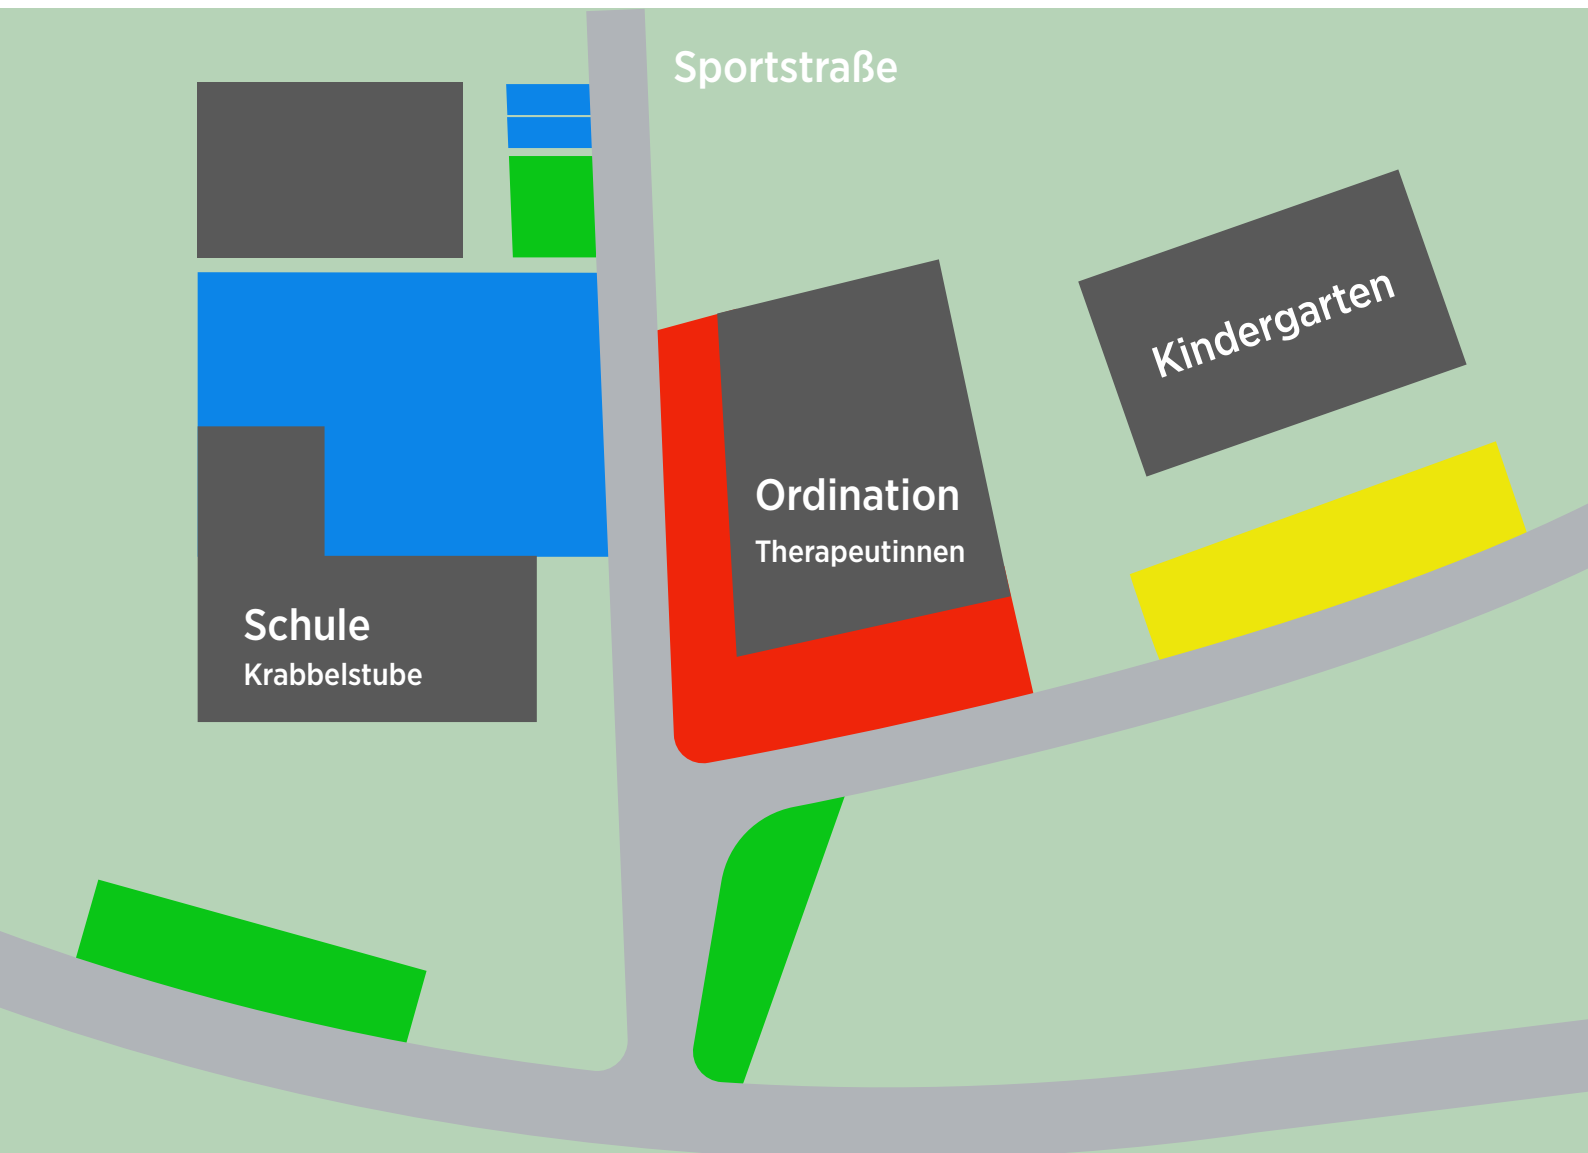 Sportstraße
Kindergarten
Ordination
Therapeutinnen
Schule
Krabbelstube